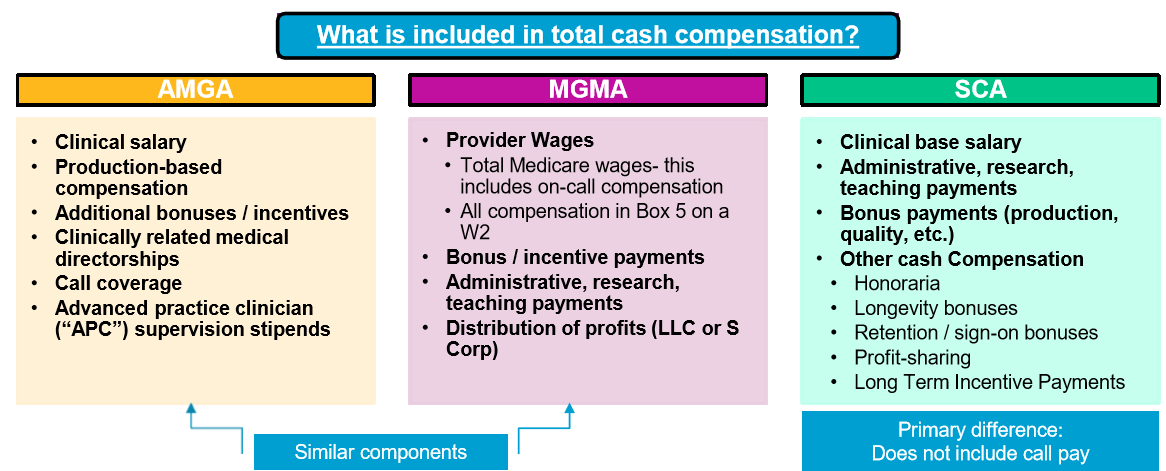 What is included in total cash compensation?
AMGA
• Clinical salary
• Production-based
compensation
• Additional bonuses / incentives
• Clinically related medical
directorships
• Call coverage
• Advanced practice clinician
(“APC”) supervision stipends
MGMA
• Provider Wages
• Total Medicare wages- this
includes on-call compensation
• All compensation in Box 5 on a
W2
• Bonus / incentive payments
• Administrative, research,
teaching payments
• Distribution of profits (LLC or S
Corp)
Similar components
SCA
• Clinical base salary
• Administrative, research,
teaching payments
• Bonus payments (production,
quality, etc.)
• Other cash Compensation
• Honoraria
• Longevity bonuses
• Retention / sign-on bonuses
• Profit-sharing
• Long Term Incentive Payments
Primary difference:
Does not include call pay